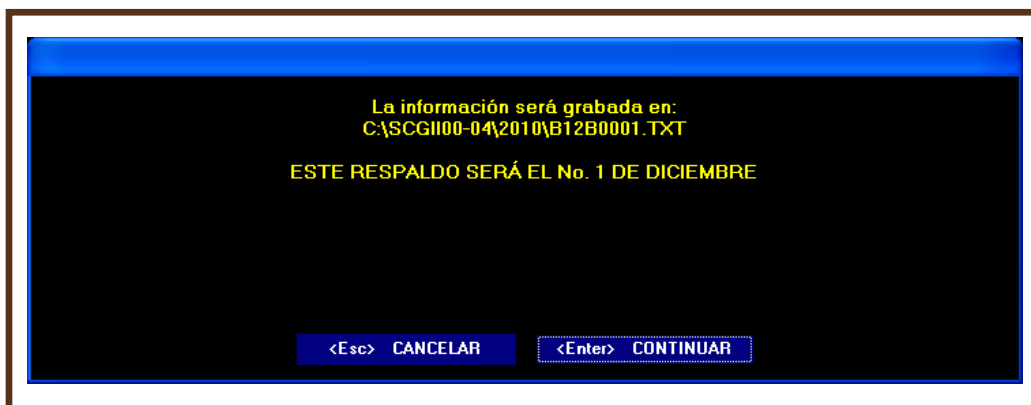 La información será grabada en:
C:\SCGII00-04\2010\B12B0001.TXT
ESTE RESPALDO SERÁ EL No. 1 DE DICIEMBRE
<Esc> CANCELAR <Enter> CONTINUAR